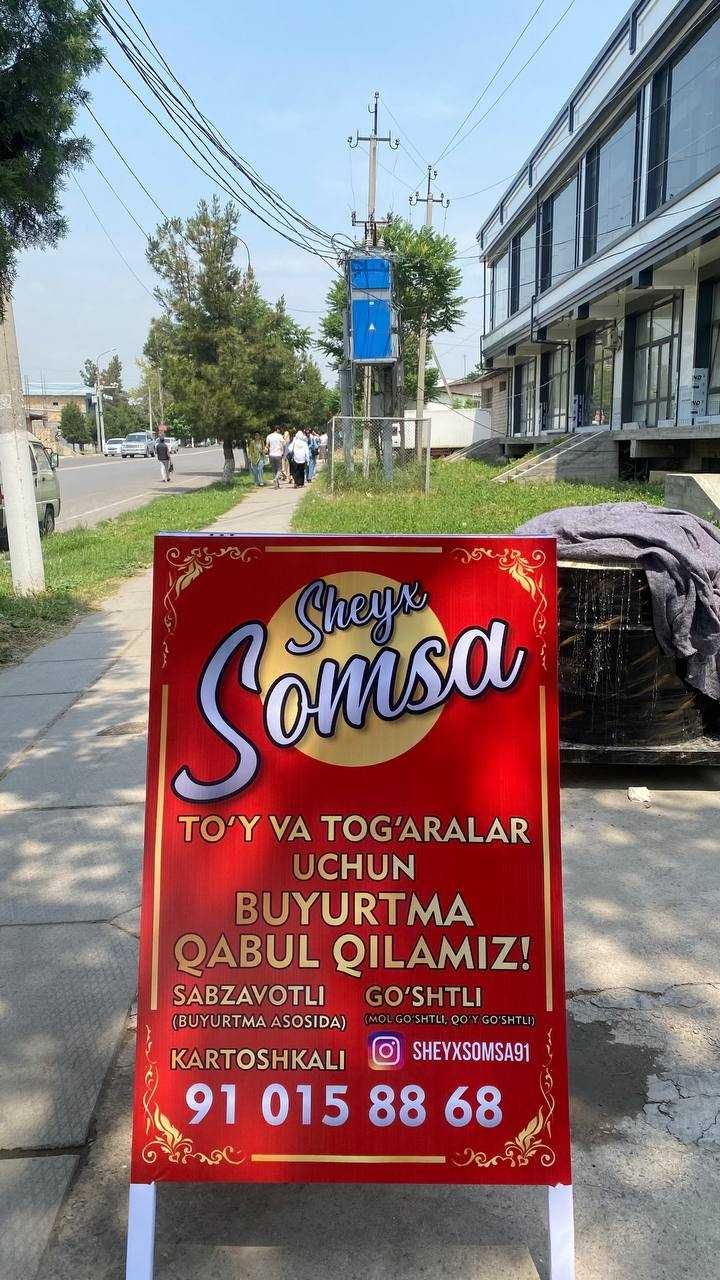 Sheyx
Somsa
TO'Y VA TOG'ARALAR
UCHUN
BUYURTMA
QABUL QILAMIZ!
SABZAVOTLI GO'SHTLI
(BUYURTMA ASOSIDA) (MOL GO'SHTLI, QO'Y GO'SHTLI)
KARTOSHKALI SHEYXSOMSA91
91 015 88 68